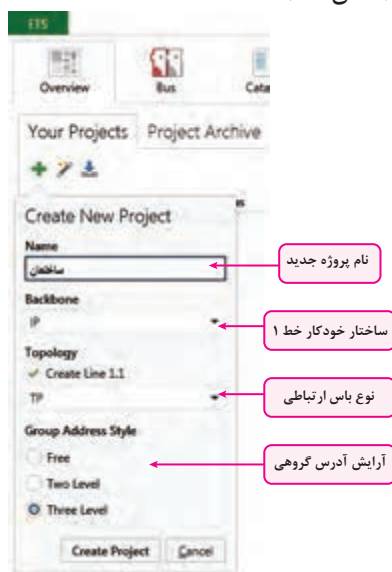 ETS
Overview Bus Cata
Your Projects Project Archive
Create New Project
Name
ساختمان
نام پروژه جدید
Backbone
IP
ساختار خودکار خط ۱
Topology
Create Line 1.1
TP
نوع باس ارتباطی
Group Address Style
Free
آرایش آدرس گروهی
Two Level
Three Level
Create Project Cancel